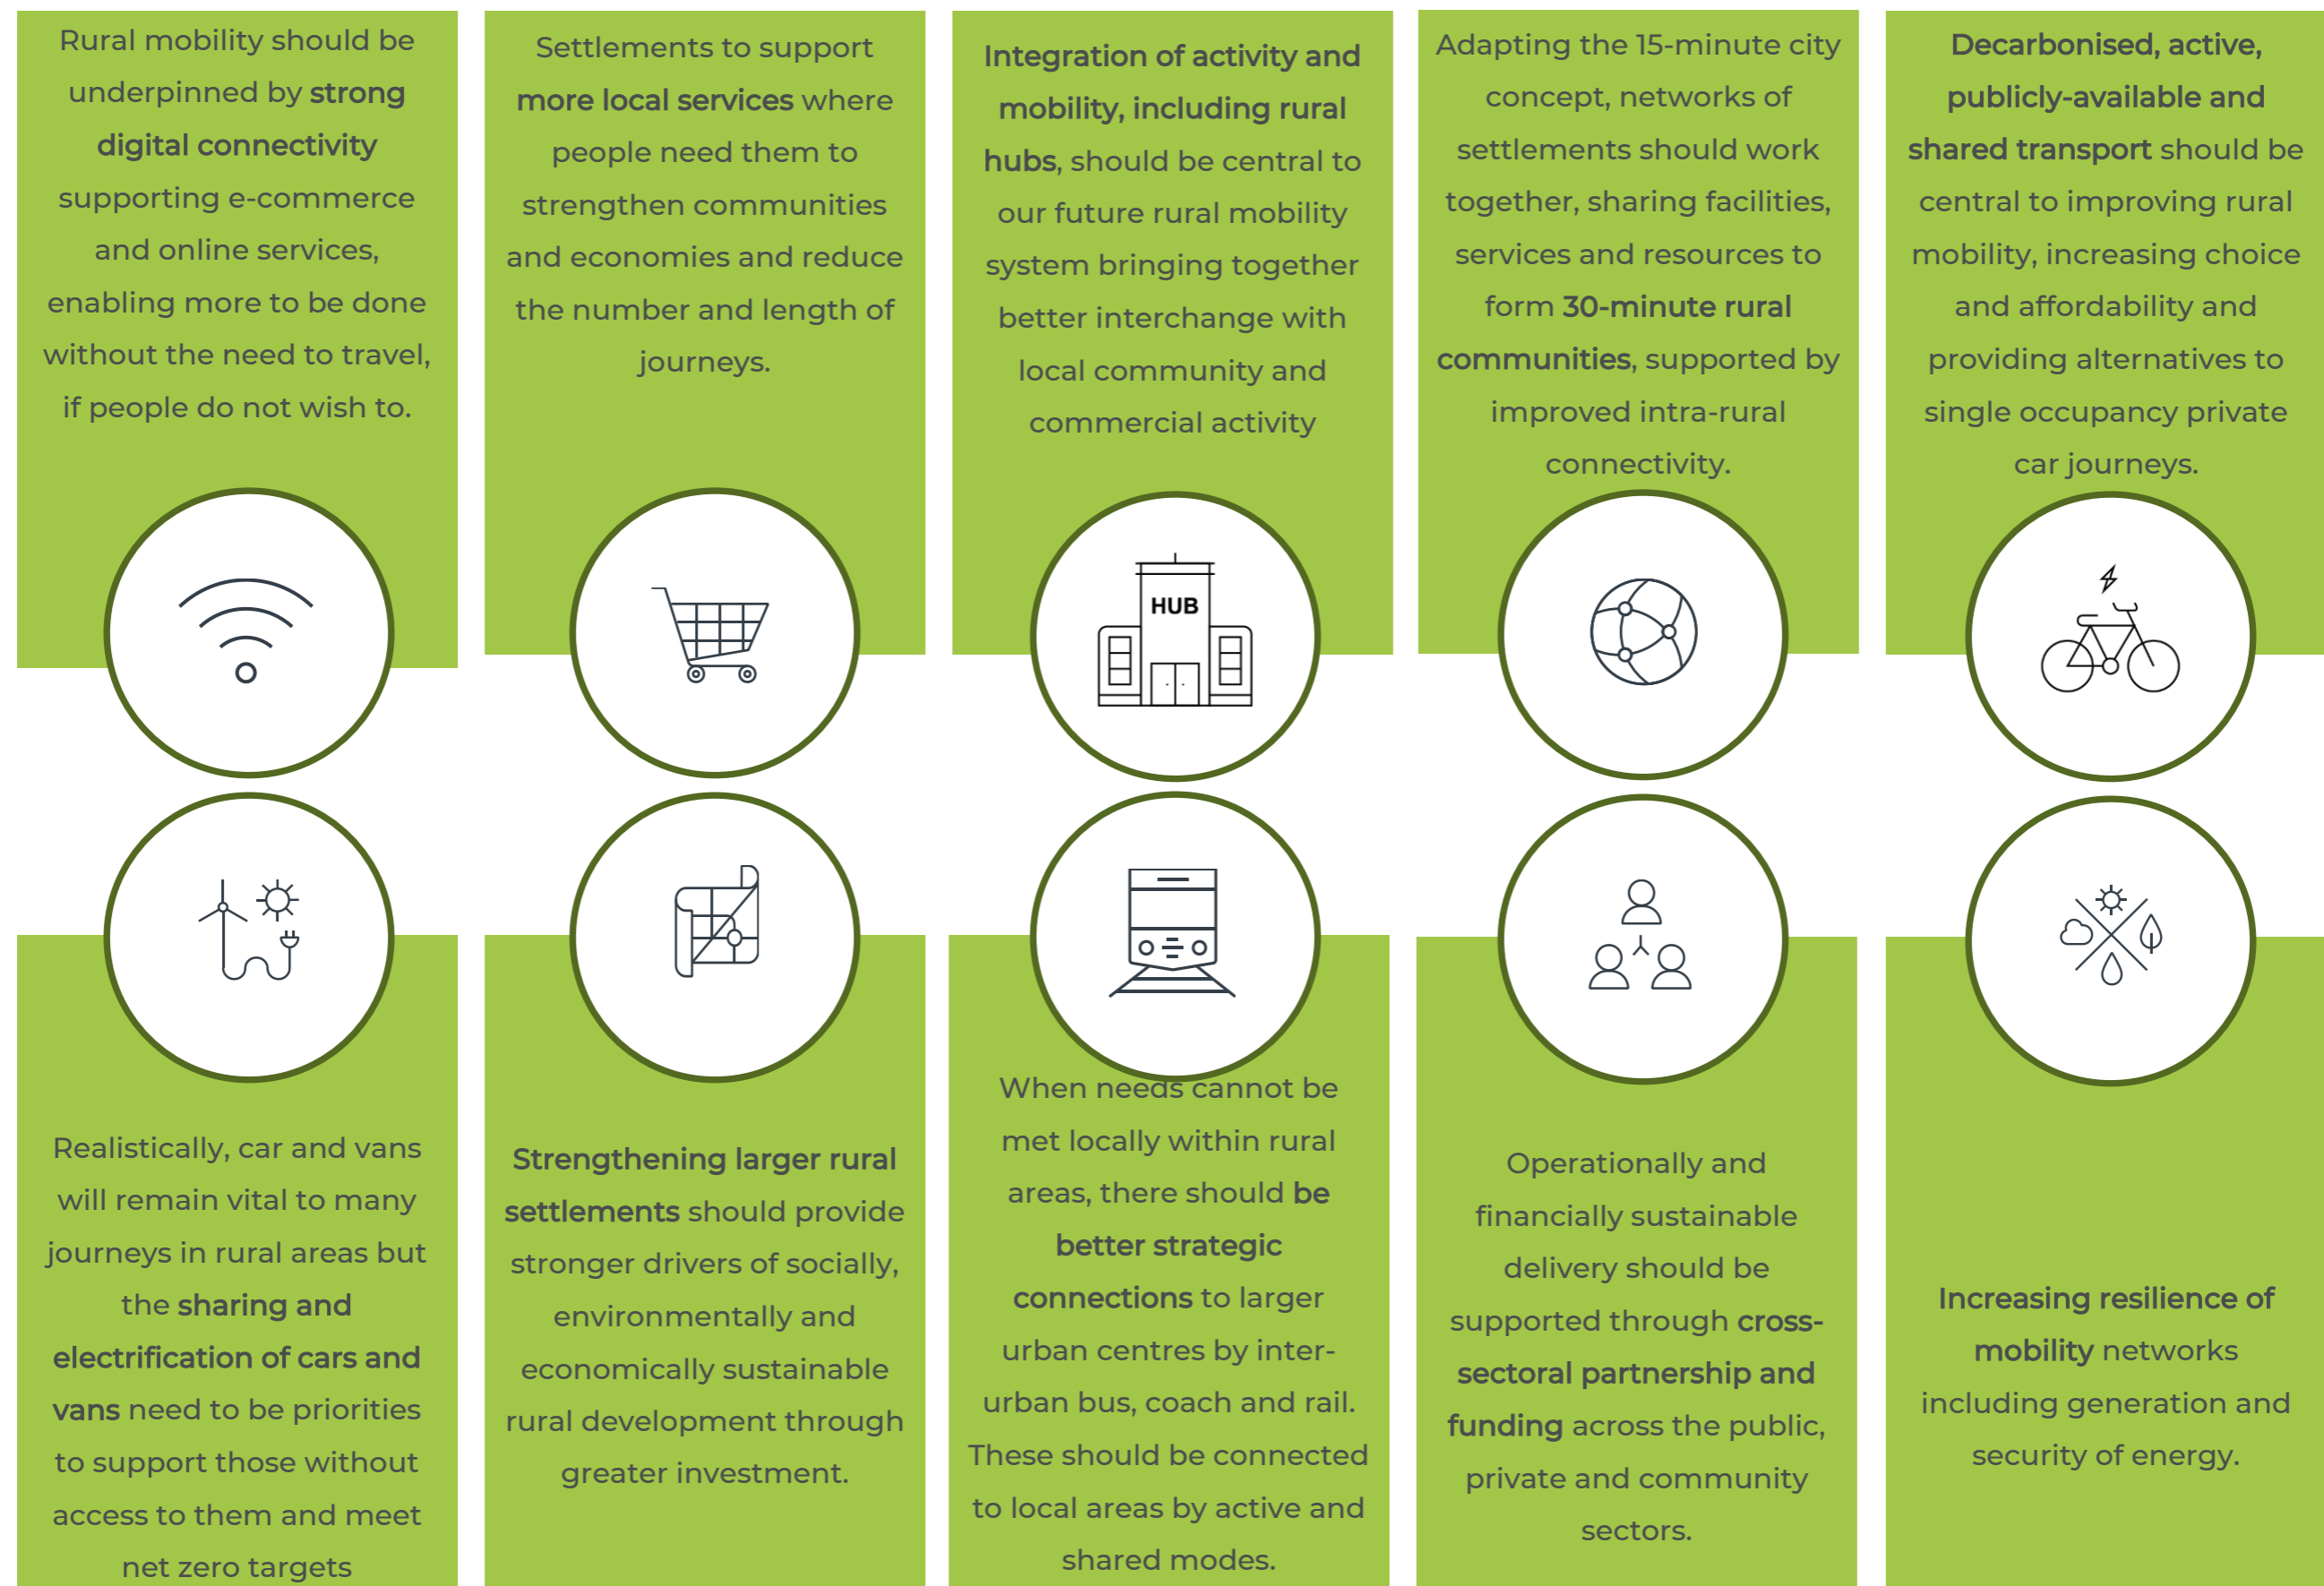 Rural mobility should be
underpinned by strong
digital connectivity
supporting e-commerce
and online services,
enabling more to be done
without the need to travel,
if people do not wish to.
Settlements to support
more local services where
people need them to
strengthen communities
and economies and reduce
the number and length of
journeys.
Integration of activity and
mobility, including rural
hubs, should be central to
our future rural mobility
system bringing together
better interchange with
local community and
commercial activity
HUB
Adapting the 15-minute city
concept, networks of
settlements should work
together, sharing facilities,
services and resources to
form 30-minute rural
communities, supported by
improved intra-rural
connectivity.
Decarbonised, active,
publicly-available and
shared transport should be
central to improving rural
mobility, increasing choice
and affordability and
providing alternatives to
single occupancy private
car journeys.
Realistically, car and vans
will remain vital to many
journeys in rural areas but
the sharing and
electrification of cars and
vans need to be priorities
to support those without
access to them and meet
net zero targets
Strengthening larger rural
settlements should provide
stronger drivers of socially,
environmentally and
economically sustainable
rural development through
greater investment.
When needs cannot be
met locally within rural
areas, there should be
better strategic
connections to larger
urban centres by inter-
urban bus, coach and rail.
These should be connected
to local areas by active and
shared modes.
Operationally and
financially sustainable
delivery should be
supported through cross-
sectoral partnership and
funding across the public,
private and community
sectors.
Increasing resilience of
mobility networks
including generation and
security of energy.